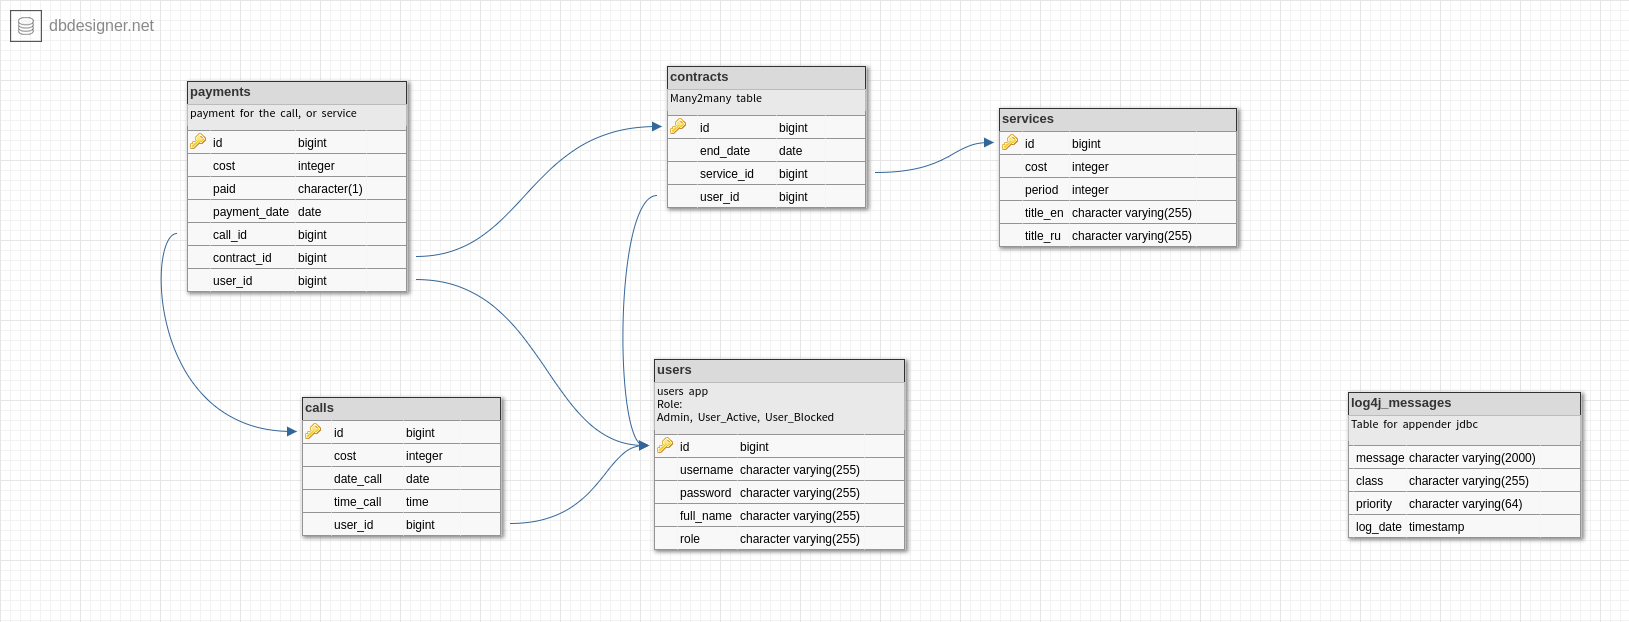 dbdesigner.net
payments
payment for the call, or service
id bigint
cost integer
paid character(1)
payment_date date
call_id bigint
contract_id bigint
user_id bigint
contracts
Many2many table
id bigint
end_date date
service_id bigint
user_id bigint
services
id bigint
cost integer
period integer
title_en character varying(255)
title_ru character varying(255)
calls
id bigint
cost integer
date_call date
time_call time
user_id bigint
users
users app
Role:
Admin, User_Active, User_Blocked
id bigint
username character varying(255)
password character varying(255)
full_name character varying(255)
role character varying(255)
log4j_messages
Table for appender jdbc
message character varying(2000)
class character varying(255)
priority character varying(64)
log_date timestamp